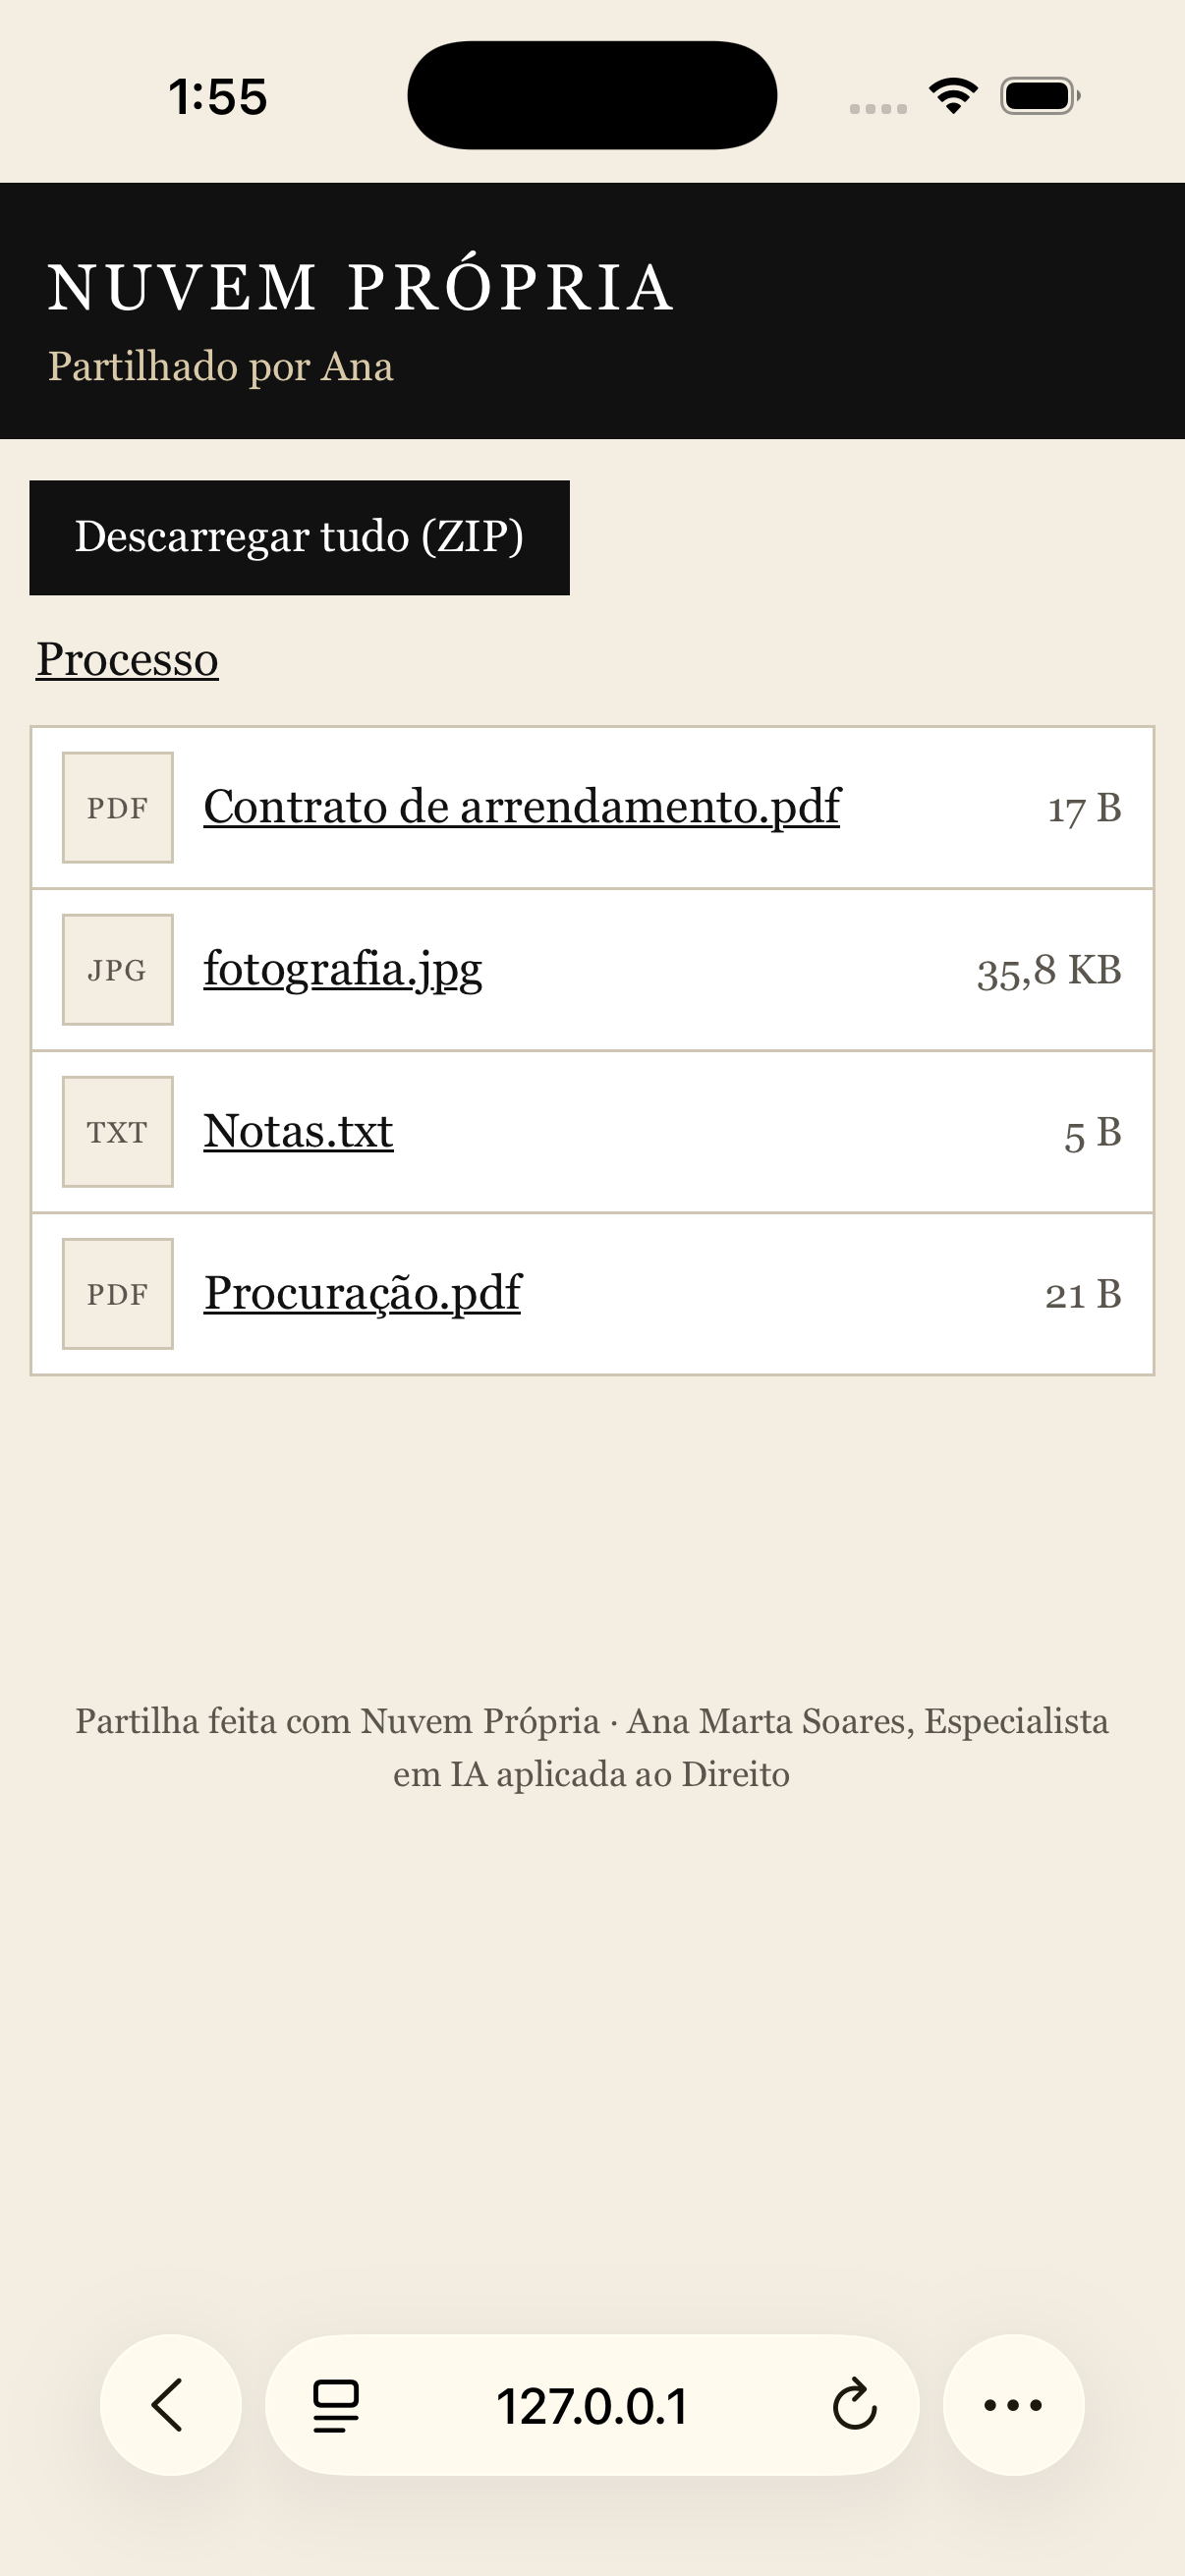 1:55
NUVEM PRÓPRIA
Partilhado por Ana
Descarregar tudo (ZIP)
Processo
PDF Contrato de arrendamento.pdf 17 B
JPG fotografia.jpg 35,8 KB
TXT Notas.txt 5 B
PDF Procuração.pdf 21 B
Partilha feita com Nuvem Própria · Ana Marta Soares, Especialista
em IA aplicada ao Direito
127.0.0.1